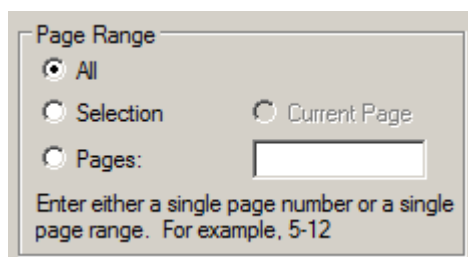 Page Range
All
Selection Current Page
Pages:
Enter either a single page number or a single
page range.  For example, 5-12